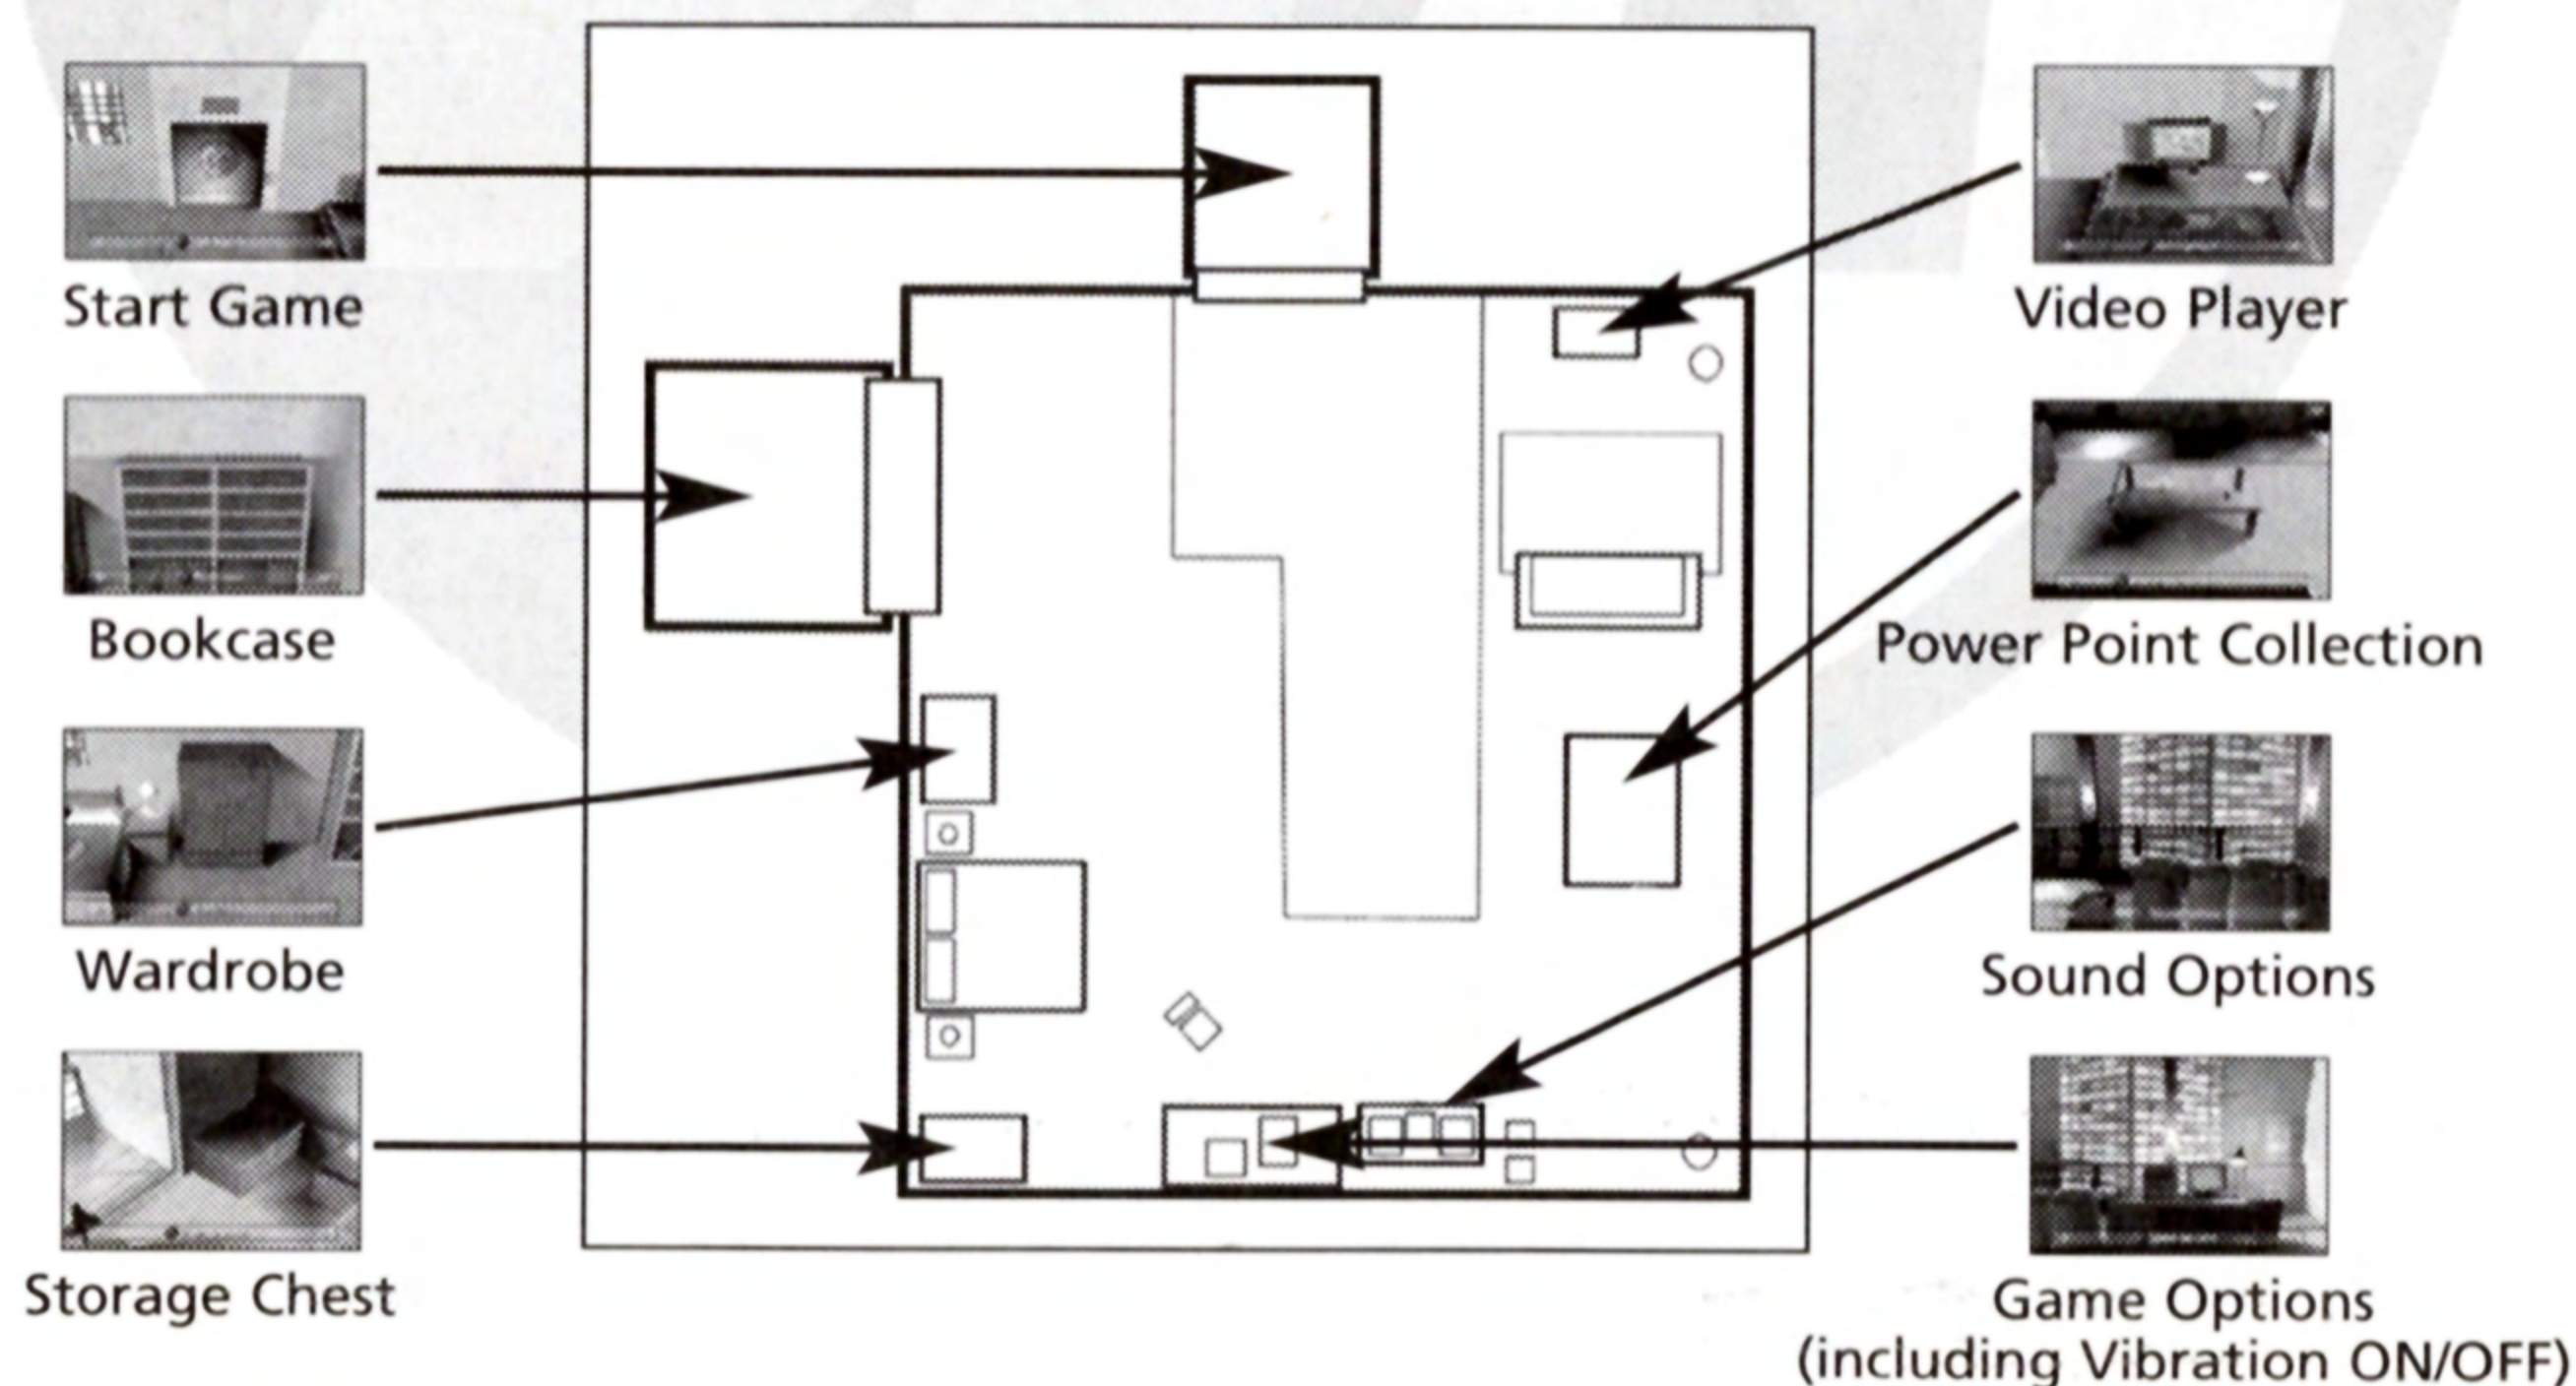 Start Game
Bookcase
Wardrobe
Storage Chest
Video Player
Power Point Collection
Sound Options
Game Options
(including Vibration ON/OFF)